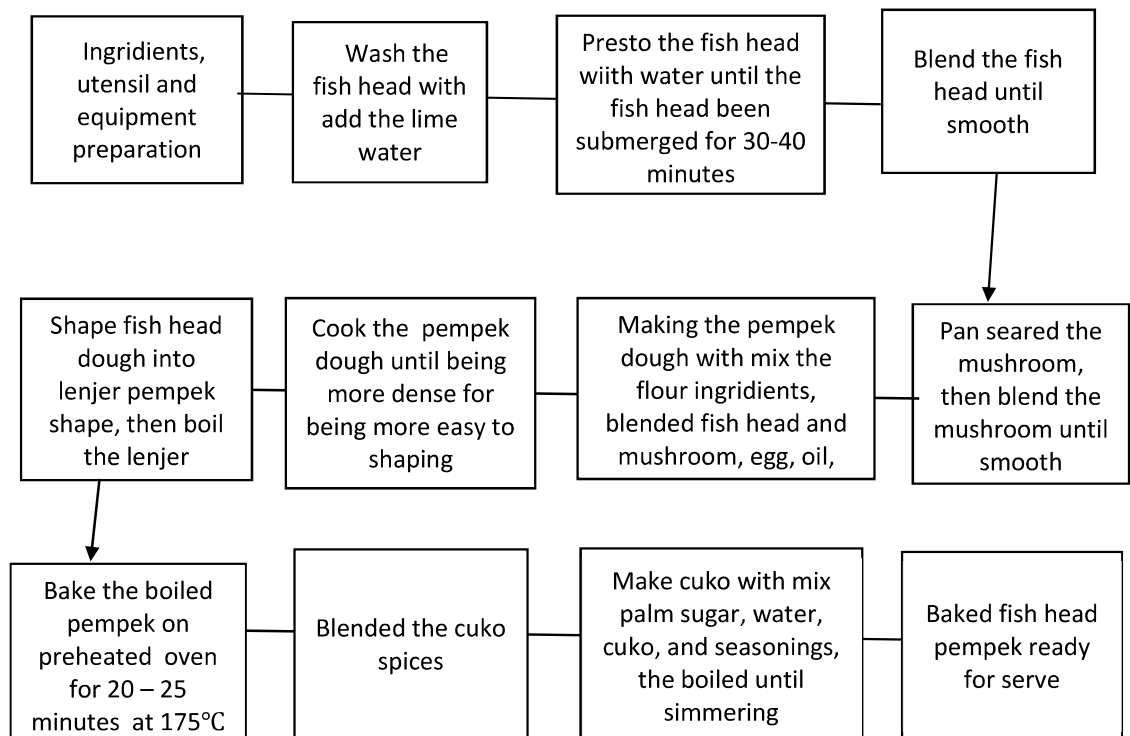 Ingridients,
utensil and
equipment
preparation
Wash the
fish head with
add the lime
water
Presto the fish head
wiith water until the
fish head been
submerged for 30-40
minutes
Blend the fish
head until
smooth
Pan seared the
mushroom,
then blend the
mushroom until
smooth
Making the pempek
dough with mix the
flour ingridients,
blended fish head and
mushroom, egg, oil,
Cook the pempek
dough until being
more dense for
being more easy to
shaping
Shape fish head
dough into
lenjer pempek
shape, then boil
the lenjer
Bake the boiled
pempek on
preheated oven
for 20 – 25
minutes at 175℃
Blended the cuko
spices
Make cuko with mix
palm sugar, water,
cuko, and seasonings,
the boiled until
simmering
Baked fish head
pempek ready
for serve